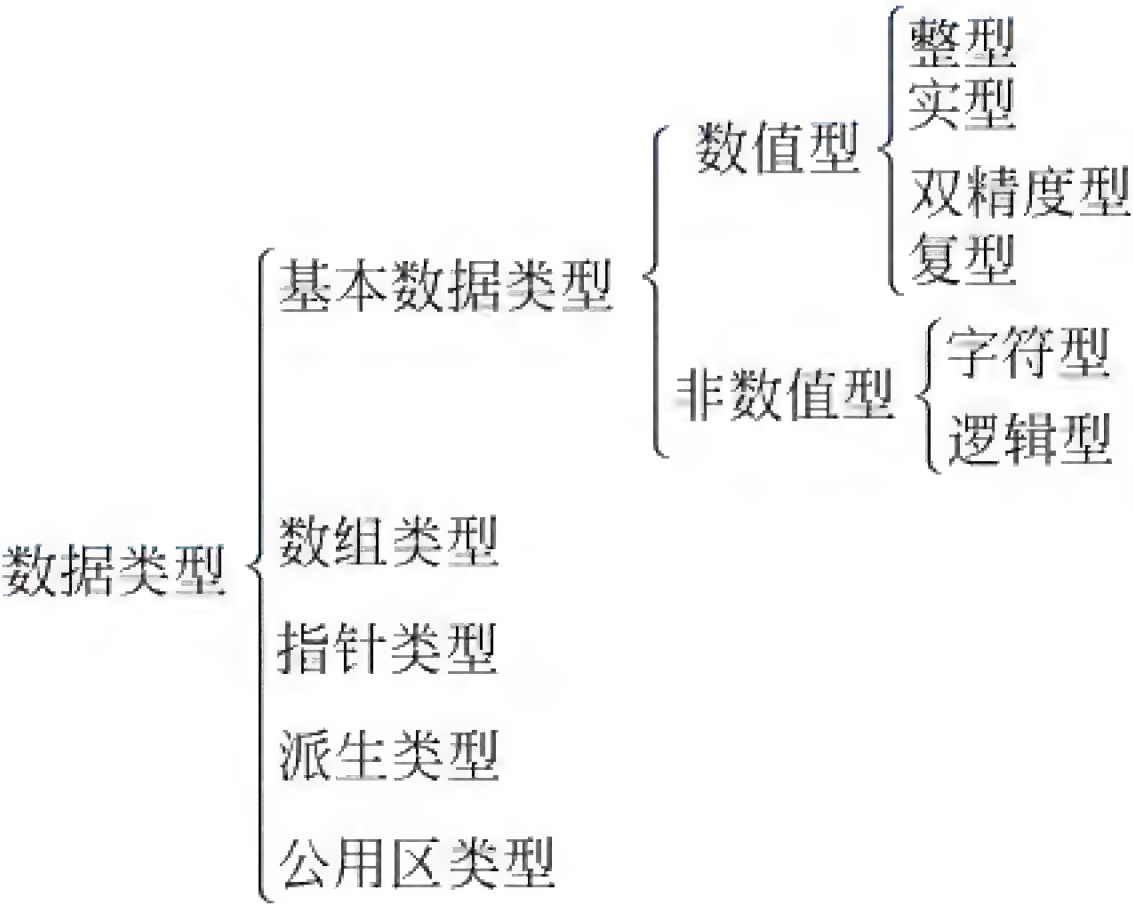 整型
实型
数值型
双精度型
复型
基本数据类型
字符型
非数值型
逻辑型
数组类型
数据类型
指针类型
派生类型
公用区类型